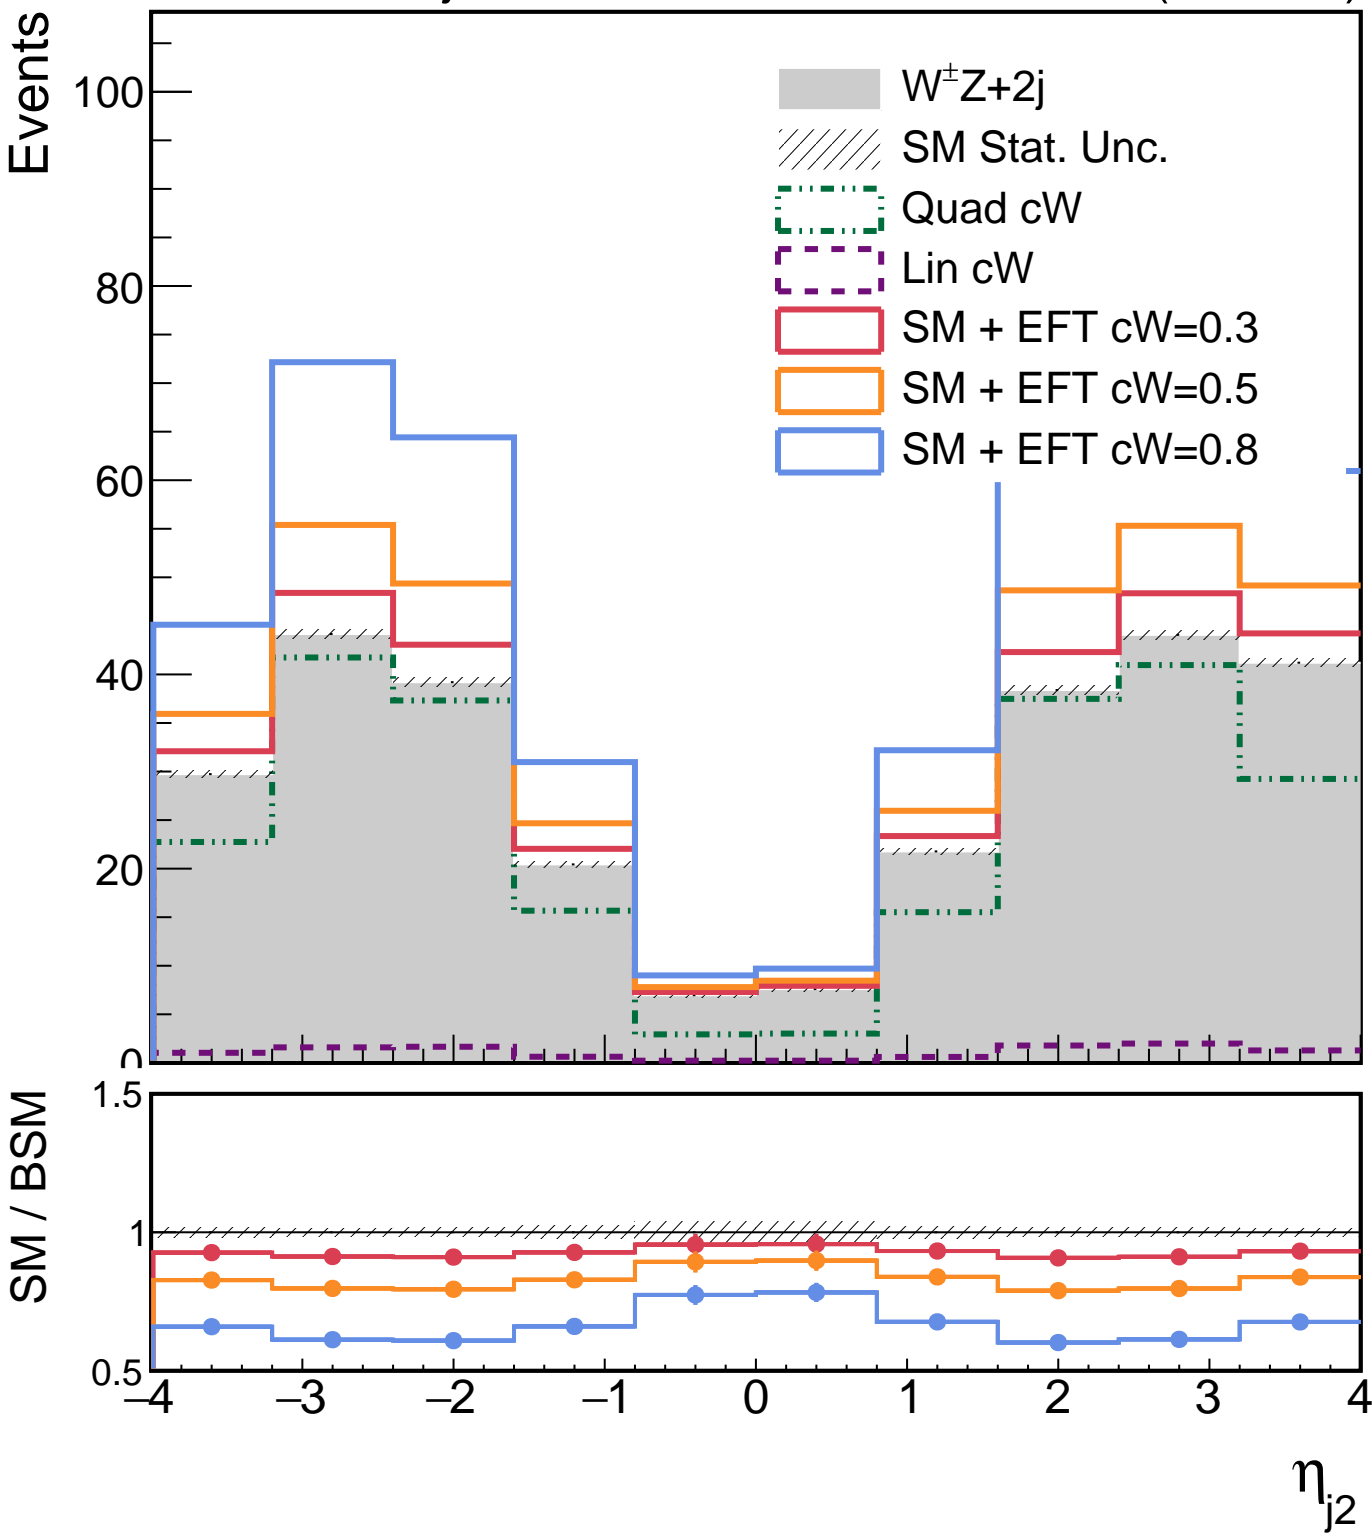 Events
100
80
60
40
20
0
W±Z+2j
SM Stat. Unc.
Quad cW
Lin cW
SM + EFT cW=0.3
SM + EFT cW=0.5
SM + EFT cW=0.8
SM / BSM
1.5
1
0.5
−4 −3 −2 −1 0 1 2 3 4
η_j2